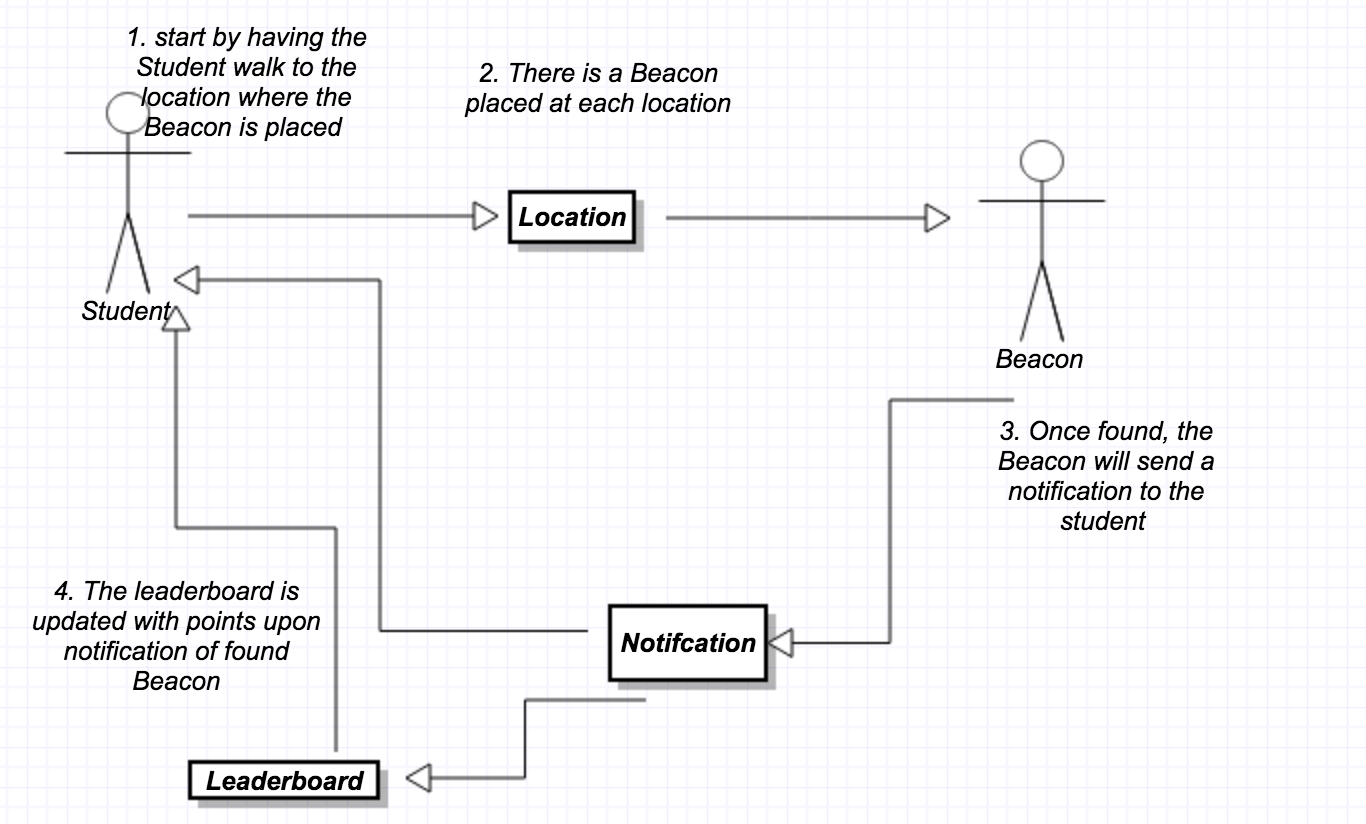 1. start by having the
Student walk to the
location where the
Beacon is placed
2. There is a Beacon
placed at each location
Location
Student
Beacon
3. Once found, the
Beacon will send a
notification to the
student
4. The leaderboard is
updated with points upon
notification of found
Beacon
Notifcation
Leaderboard